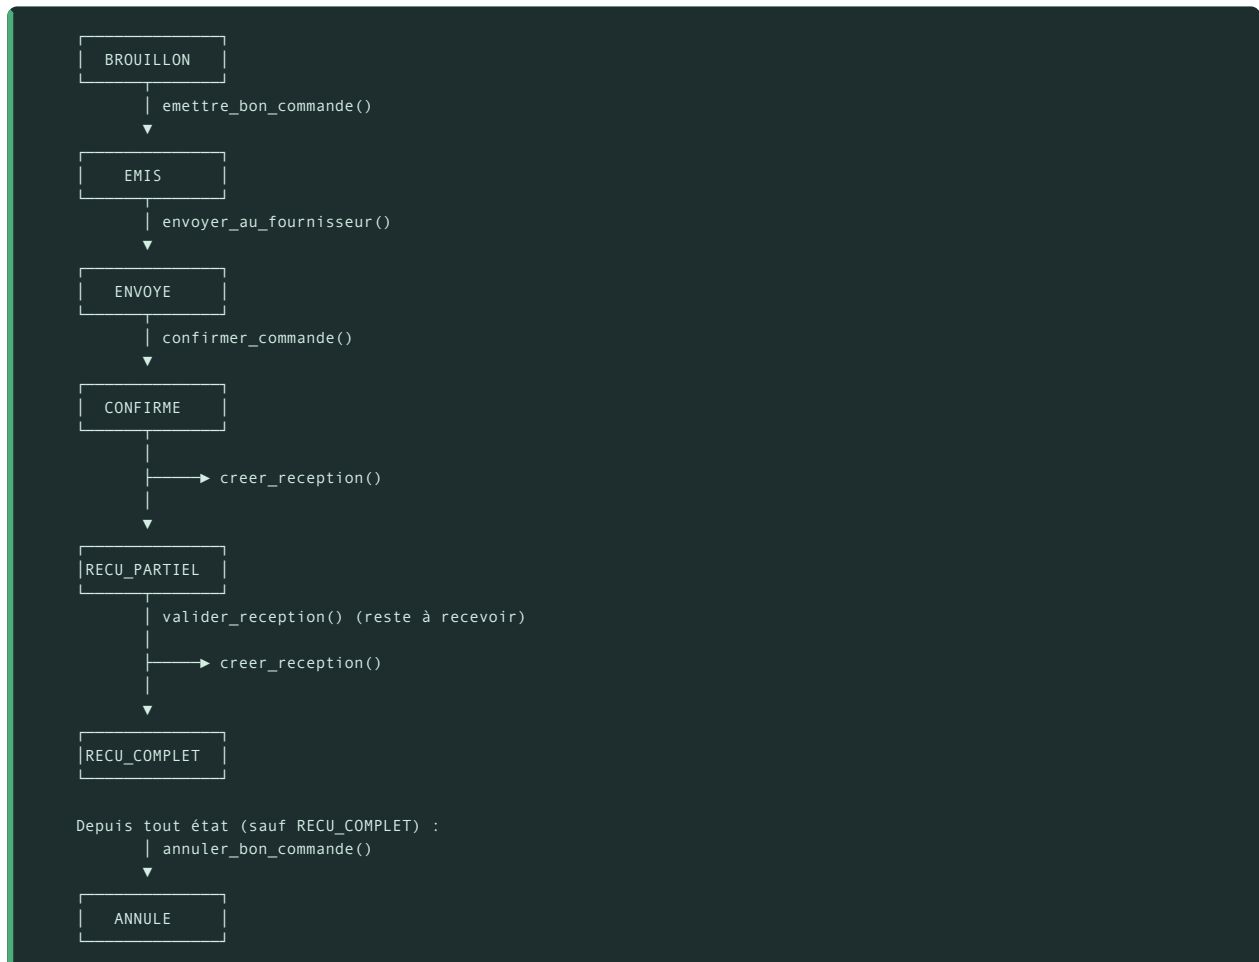 BROUILLON
emettre_bon_commande()
EMIS
envoyer_au_fournisseur()
ENVOYE
confirmer_commande()
CONFIRME
creer_reception()
RECU_PARTIEL
valider_reception() (reste à recevoir)
creer_reception()
RECU_COMPLET
Depuis tout état (sauf RECU_COMPLET) :
annuler_bon_commande()
ANNULE